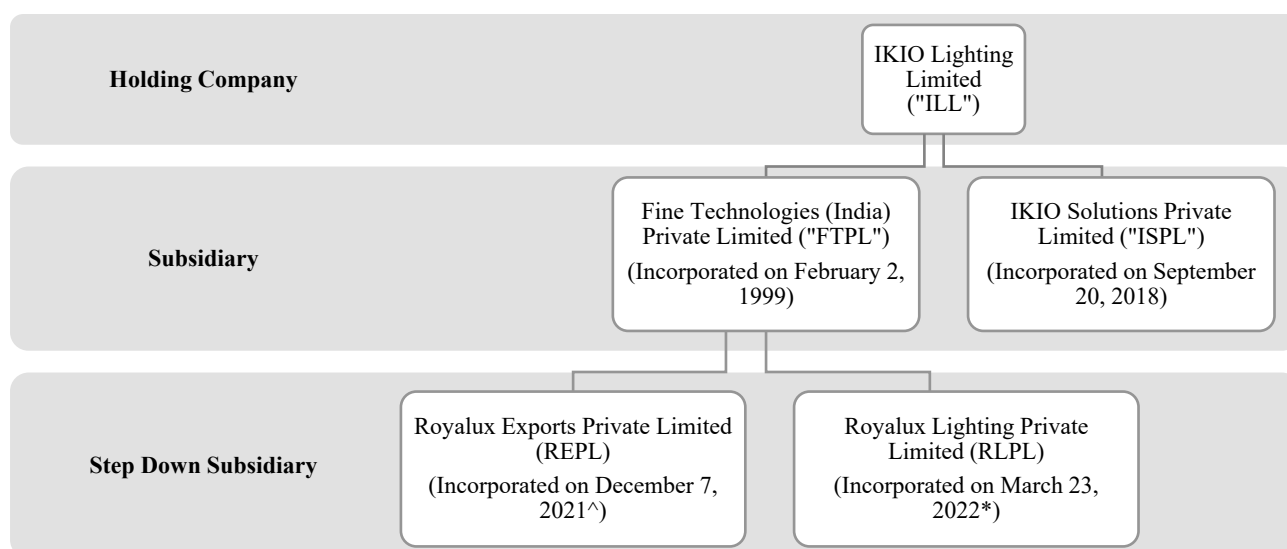 Holding Company
IKIO Lighting
Limited
("ILL")
Subsidiary
Fine Technologies (India)
Private Limited ("FTPL")
(Incorporated on February 2,
1999)
IKIO Solutions Private
Limited ("ISPL")
(Incorporated on September
20, 2018)
Step Down Subsidiary
Royalux Exports Private Limited
(REPL)
(Incorporated on December 7,
2021^)
Royalux Lighting Private
Limited (RLPL)
(Incorporated on March 23,
2022*)